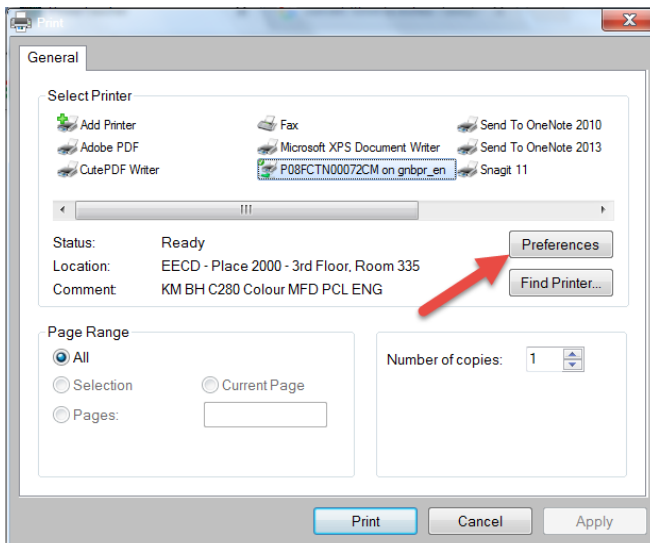 Print
General
Select Printer
Add Printer
Fax
Send To OneNote 2010
Adobe PDF
Microsoft XPS Document Writer
Send To OneNote 2013
CutePDF Writer
P08FCTN00072CM on gnbpr_en
Snagit 11
Status: Ready
Preferences
Location: EECD - Place 2000 - 3rd Floor, Room 335
Comment: KM BH C280 Colour MFD PCL ENG
Find Printer...
Page Range
All
Number of copies: 1
Selection
Current Page
Pages:
Print
Cancel
Apply